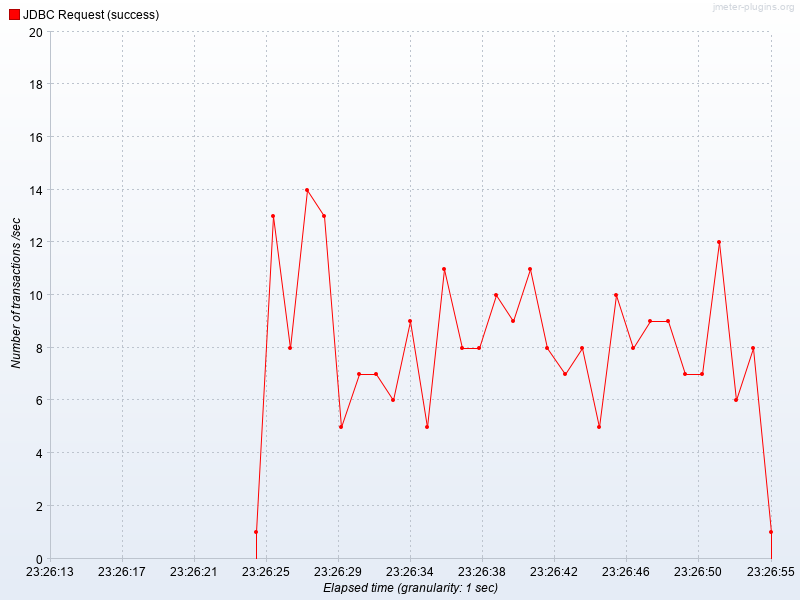 jmeter-plugins.org
JDBC Request (success)
20
18
16
14
12
10
8
6
4
2
0
Number of transactions /sec
23:26:13 23:26:17 23:26:21 23:26:25 23:26:29 23:26:34 23:26:38 23:26:42 23:26:46 23:26:50 23:26:55
Elapsed time (granularity: 1 sec)